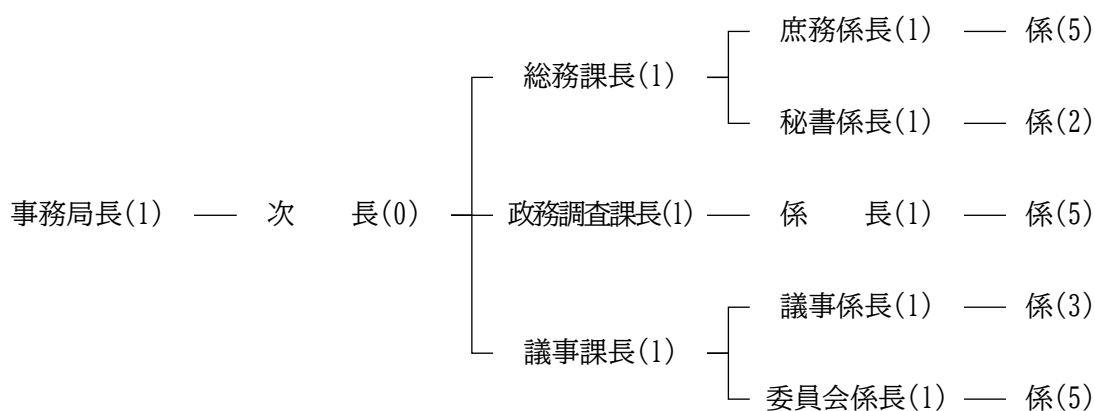 庶務係長(1) 係(5)
総務課長(1)
秘書係長(1) 係(2)
事務局長(1) 次　　長(0) 政務調査課長(1) 係　　長(1) 係(5)
議事係長(1) 係(3)
議事課長(1)
委員会係長(1) 係(5)